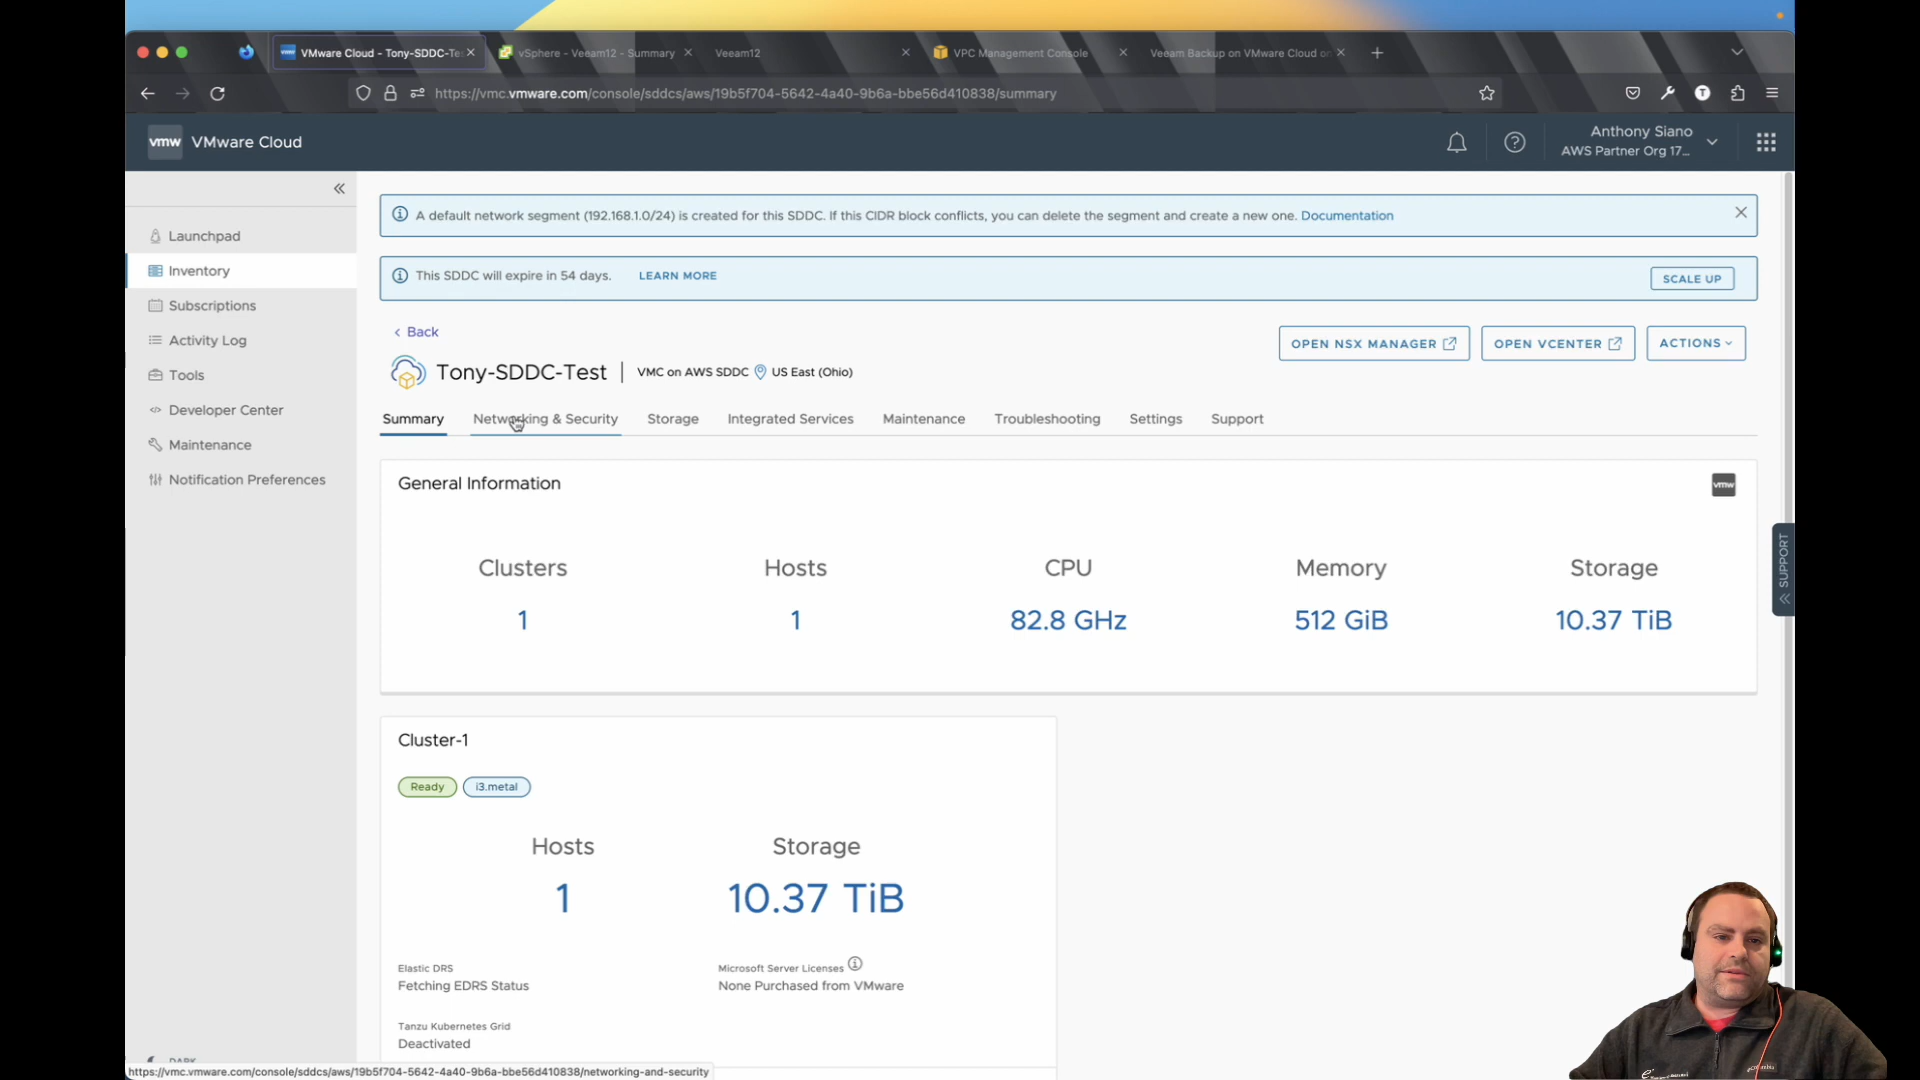 VMware Cloud - Tony-SDDC-Te:
vSphere - Veeam12 - Summary
Veeam12
VPC Management Console
Veeam Backup on VMware Cloud on
https://vmc.vmware.com/console/sddcs/aws/19b5f704-5642-4a40-9b6a-bbe56d410838/summary
T
vmw VMware Cloud
Anthony Siano
AWS Partner Org 17...
Launchpad
Inventory
Subscriptions
Activity Log
Tools
Developer Center
Maintenance
Notification Preferences
DARK
A default network segment (192.168.1.0/24) is created for this SDDC. If this CIDR block conflicts, you can delete the segment and create a new one. Documentation
This SDDC will expire in 54 days. LEARN MORE
SCALE UP
< Back
OPEN NSX MANAGER
OPEN VCENTER
ACTIONS
Tony-SDDC-Test | VMC on AWS SDDC US East (Ohio)
Summary Networking & Security Storage Integrated Services Maintenance Troubleshooting Settings Support
General Information
vmw
Clusters Hosts CPU Memory Storage
1 1 82.8 GHz 512 GiB 10.37 TiB
SUPPORT
Cluster-1
Ready i3.metal
Hosts Storage
1 10.37 TiB
Elastic DRS
Fetching EDRS Status
Microsoft Server Licenses
None Purchased from VMware
Tanzu Kubernetes Grid
Deactivated
https://vmc.vmware.com/console/sddcs/aws/19b5f704-5642-4a40-9b6a-bbe56d410838/networking-and-security